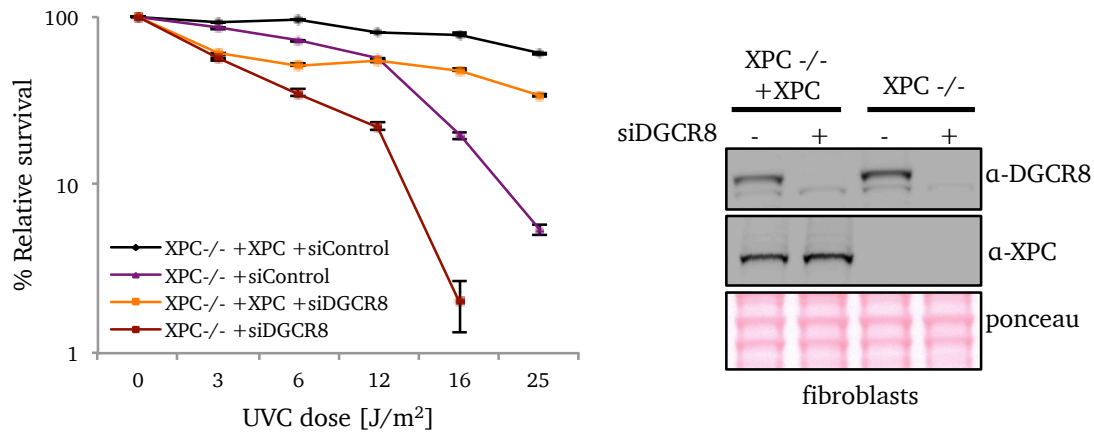 % Relative survival
100
10
1
XPC-/- +XPC +siControl
XPC-/- +siControl
XPC-/- +XPC +siDGCR8
XPC-/- +siDGCR8
0 3 6 12 16 25
UVC dose [J/m²]
XPC -/-
+XPC
XPC -/-
siDGCR8 - + - +
α-DGCR8
α-XPC
ponceau
fibroblasts